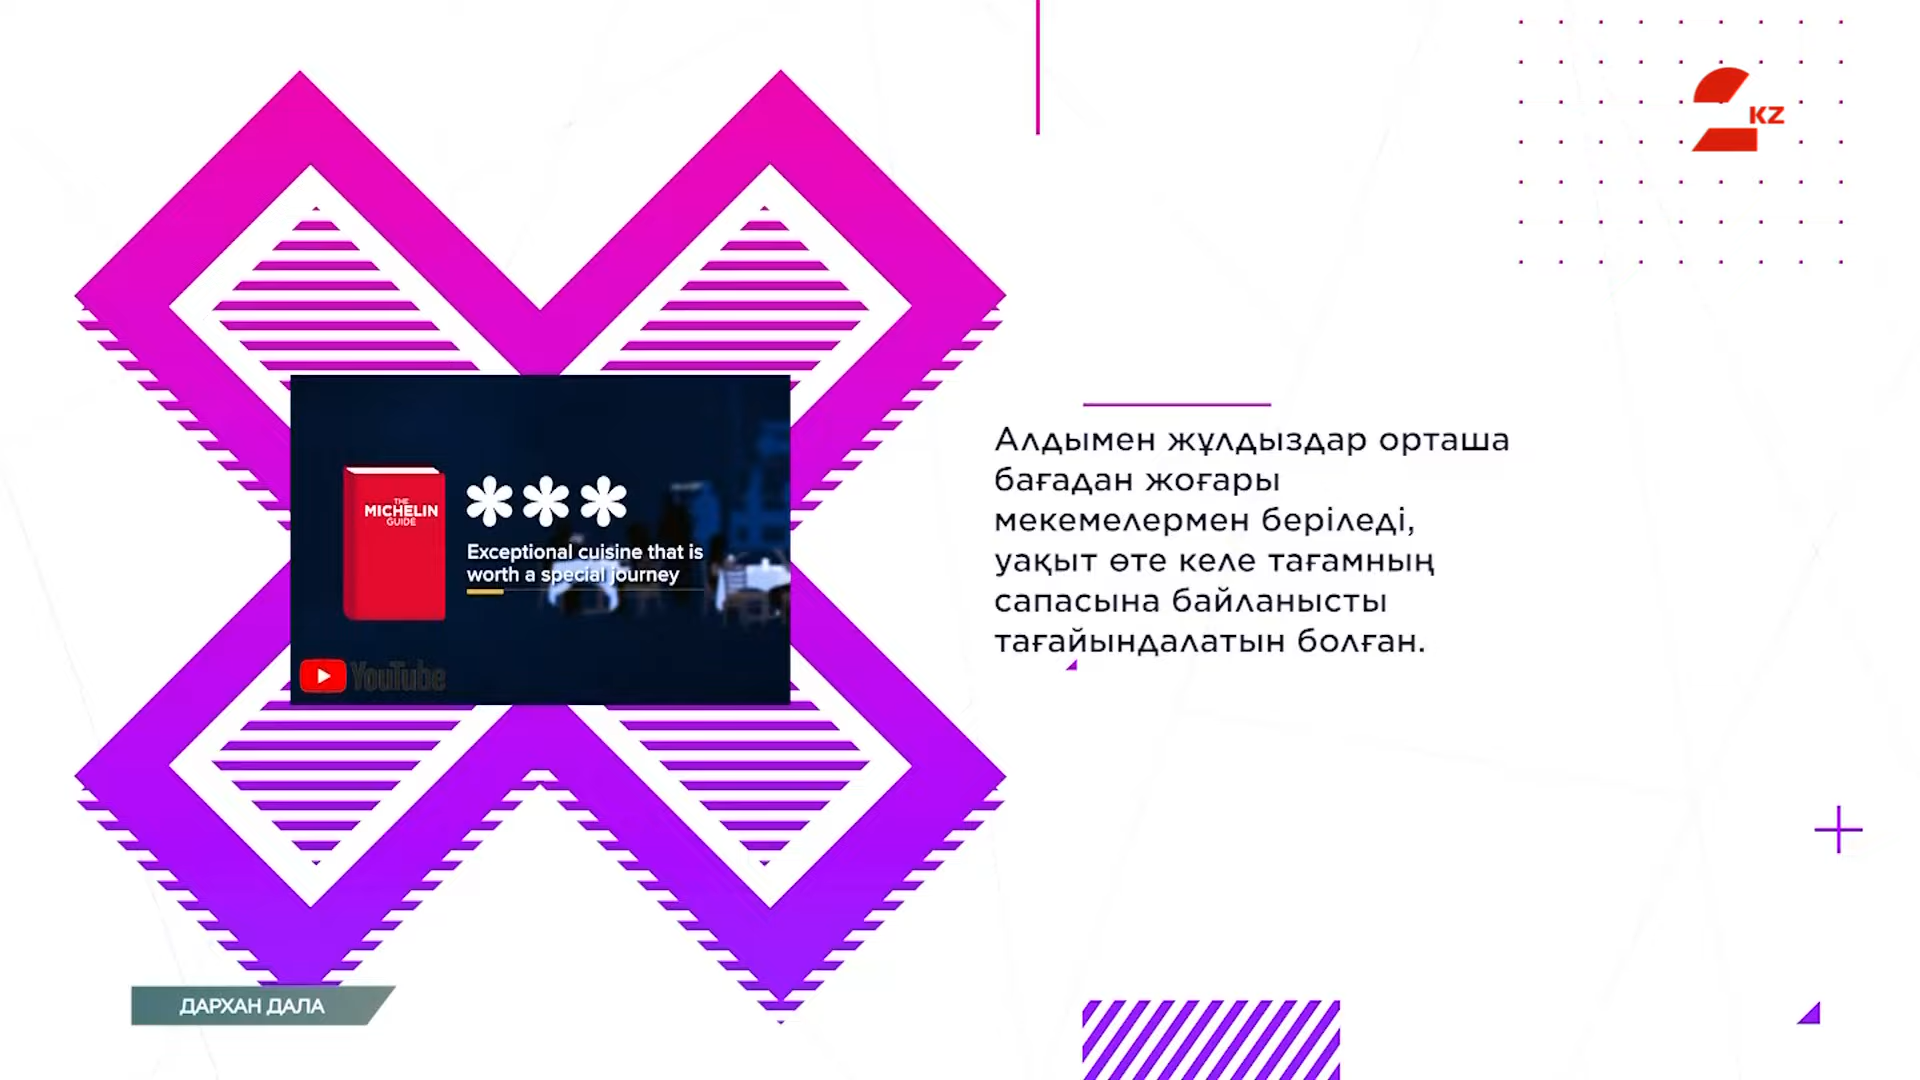 2KZ
THE
MICHELIN
GUIDE
Exceptional cuisine that is
worth a special journey
YouTube
Алдымен жұлдыздар орташа
бағадан жоғары
мекемелермен беріледі,
уақыт өте келе тағамның
сапасына байланысты
тағайындалатын болған.
ДАРХАН ДАЛА